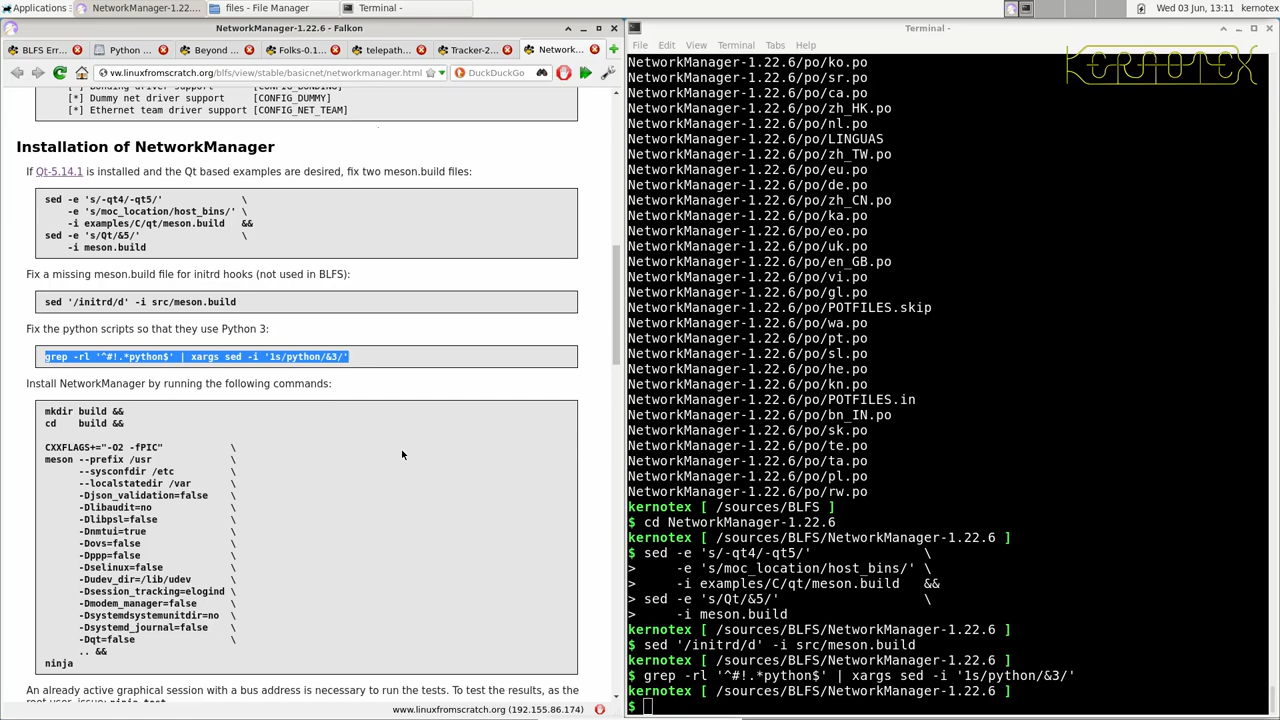 Applications
NetworkManager-1.22....
files - File Manager
Terminal -
Wed 03 Jun, 13:11
kernotex
NetworkManager-1.22.6 - Falkon
BLFS Err...
Python ...
Beyond ...
Folks-0.1...
telepath...
Tracker-2...
Network...
ww.linuxfromscratch.org/blfs/view/stable/basicnet/networkmanager.html
DuckDuckGo
[*] Dummy net driver support [CONFIG_DUMMY]
[*] Ethernet team driver support [CONFIG_NET_TEAM]
Installation of NetworkManager
If Qt-5.14.1 is installed and the Qt based examples are desired, fix two meson.build files:
sed -e 's/-qt4/-qt5/' \
-e 's/moc_location/host_bins/' \
-i examples/C/qt/meson.build &&
sed -e 's/Qt/&5/' \
-i meson.build
Fix a missing meson.build file for initrd hooks (not used in BLFS):
sed '/initrd/d' -i src/meson.build
Fix the python scripts so that they use Python 3:
grep -rl '^#!.*python$' | xargs sed -i '1s/python/&3/'
Install NetworkManager by running the following commands:
mkdir build &&
cd build &&
CXXFLAGS+="-O2 -fPIC" \
meson --prefix /usr \
--sysconfdir /etc \
--localstatedir /var \
-Djson_validation=false \
-Dlibaudit=no \
-Dlibpsl=false \
-Dnmtui=true \
-Dovs=false \
-Dppp=false \
-Dselinux=false \
-Dudev_dir=/lib/udev \
-Dsession_tracking=elogind \
-Dmodem_manager=false \
-Dsystemdsystemunitdir=no \
-Dsystemd_journal=false \
-Dqt=false \
.. &&
ninja
An already active graphical session with a bus address is necessary to run the tests. To test the results, as the
root user, issue: ninja test
www.linuxfromscratch.org (192.155.86.174)
Terminal -
File Edit View Terminal Tabs Help
KERNOTEX
NetworkManager-1.22.6/po/ko.po
NetworkManager-1.22.6/po/sr.po
NetworkManager-1.22.6/po/ca.po
NetworkManager-1.22.6/po/zh_HK.po
NetworkManager-1.22.6/po/nl.po
NetworkManager-1.22.6/po/LINGUAS
NetworkManager-1.22.6/po/zh_TW.po
NetworkManager-1.22.6/po/eu.po
NetworkManager-1.22.6/po/de.po
NetworkManager-1.22.6/po/zh_CN.po
NetworkManager-1.22.6/po/ka.po
NetworkManager-1.22.6/po/eo.po
NetworkManager-1.22.6/po/uk.po
NetworkManager-1.22.6/po/en_GB.po
NetworkManager-1.22.6/po/vi.po
NetworkManager-1.22.6/po/gl.po
NetworkManager-1.22.6/po/POTFILES.skip
NetworkManager-1.22.6/po/wa.po
NetworkManager-1.22.6/po/pt.po
NetworkManager-1.22.6/po/sl.po
NetworkManager-1.22.6/po/he.po
NetworkManager-1.22.6/po/kn.po
NetworkManager-1.22.6/po/POTFILES.in
NetworkManager-1.22.6/po/bn_IN.po
NetworkManager-1.22.6/po/sk.po
NetworkManager-1.22.6/po/te.po
NetworkManager-1.22.6/po/ta.po
NetworkManager-1.22.6/po/pl.po
NetworkManager-1.22.6/po/rw.po
kernotex [ /sources/BLFS ]
$ cd NetworkManager-1.22.6
kernotex [ /sources/BLFS/NetworkManager-1.22.6 ]
$ sed -e 's/-qt4/-qt5/' \
> -e 's/moc_location/host_bins/' \
> -i examples/C/qt/meson.build &&
> sed -e 's/Qt/&5/' \
> -i meson.build
kernotex [ /sources/BLFS/NetworkManager-1.22.6 ]
$ sed '/initrd/d' -i src/meson.build
kernotex [ /sources/BLFS/NetworkManager-1.22.6 ]
$ grep -rl '^#!.*python$' | xargs sed -i '1s/python/&3/'
kernotex [ /sources/BLFS/NetworkManager-1.22.6 ]
$